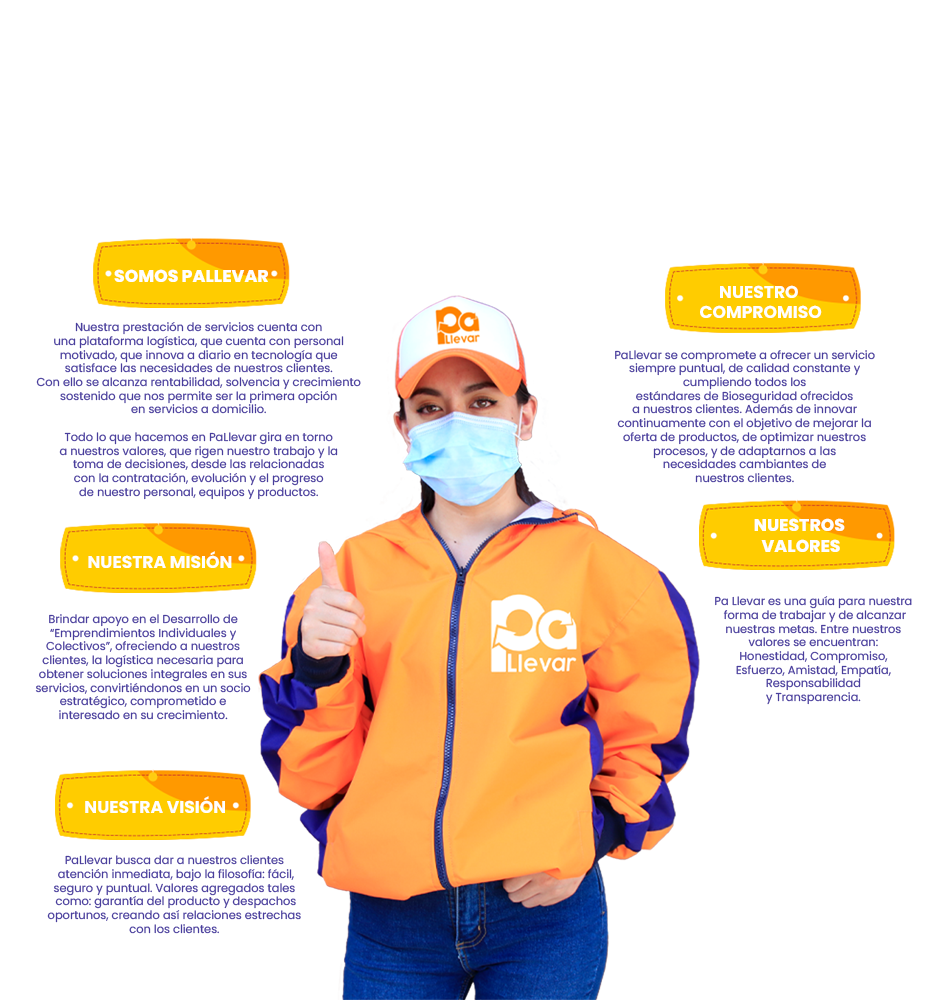 SOMOS PALLEVAR
Nuestra prestación de servicios cuenta con
una plataforma logística, que cuenta con personal
motivado, que innova a diario en tecnología que
satisface las necesidades de nuestros clientes.
Con ello se alcanza rentabilidad, solvencia y crecimiento
sostenido que nos permite ser la primera opción
en servicios a domicilio.
Todo lo que hacemos en PaLlevar gira en torno
a nuestros valores, que rigen nuestro trabajo y la
toma de decisiones, desde las relacionadas
con la contratación, evolución y el progreso
de nuestro personal, equipos y productos.
NUESTRA MISIÓN
Brindar apoyo en el Desarrollo de
“Emprendimientos Individuales y
Colectivos”, ofreciendo a nuestros
clientes, la logística necesaria para
obtener soluciones integrales en sus
servicios, convirtiéndonos en un socio
estratégico, comprometido e
interesado en su crecimiento.
NUESTRA VISIÓN
PaLlevar busca dar a nuestros clientes
atención inmediata, bajo la filosofía: fácil,
seguro y puntual. Valores agregados tales
como: garantía del producto y despachos
oportunos, creando así relaciones estrechas
con los clientes.
Pa
Llevar
Pa
Llevar
NUESTRO
COMPROMISO
PaLlevar se compromete a ofrecer un servicio
siempre puntual, de calidad constante y
cumpliendo todos los
estándares de Bioseguridad ofrecidos
a nuestros clientes. Además de innovar
continuamente con el objetivo de mejorar la
oferta de productos, de optimizar nuestros
procesos, y de adaptarnos a las
necesidades cambiantes de
nuestros clientes.
NUESTROS
VALORES
Pa Llevar es una guía para nuestra
forma de trabajar y de alcanzar
nuestras metas. Entre nuestros
valores se encuentran:
Honestidad, Compromiso,
Esfuerzo, Amistad, Empatía,
Responsabilidad
y Transparencia.